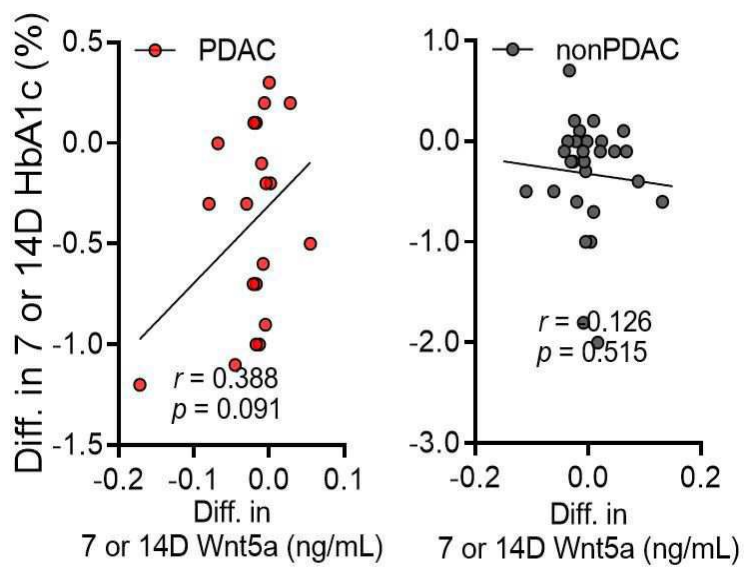 Diff. in 7 or 14D HbA1c (%)
0.5
0.0
-0.5
-1.0
-1.5
PDAC
r = 0.388
p = 0.091
-0.2 -0.1 0.0 0.1
Diff. in
7 or 14D Wnt5a (ng/mL)
1.0
0.0
-1.0
-2.0
-3.0
nonPDAC
r = -0.126
p = 0.515
-0.2 0.0 0.2
Diff. in
7 or 14D Wnt5a (ng/mL)